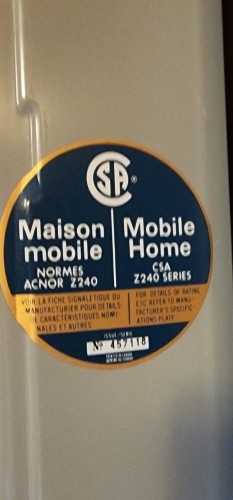 CSA®
Maison
mobile
NORMES
ACNOR Z240
Mobile
Home
CSA
Z240 SERIES
VOIR LA FICHE SIGNALETIQUE DU
MANUFACTURIER POUR DETAILS
DE CARACTERISTIQUES NOMI-
NALES ET AUTRES
FOR DETAILS OF RATING
ETC REFER TO MANU-
FACTURER'S SPECIFIC-
ATIONS PLATE
ISSUE/SERIE
Nº 457118